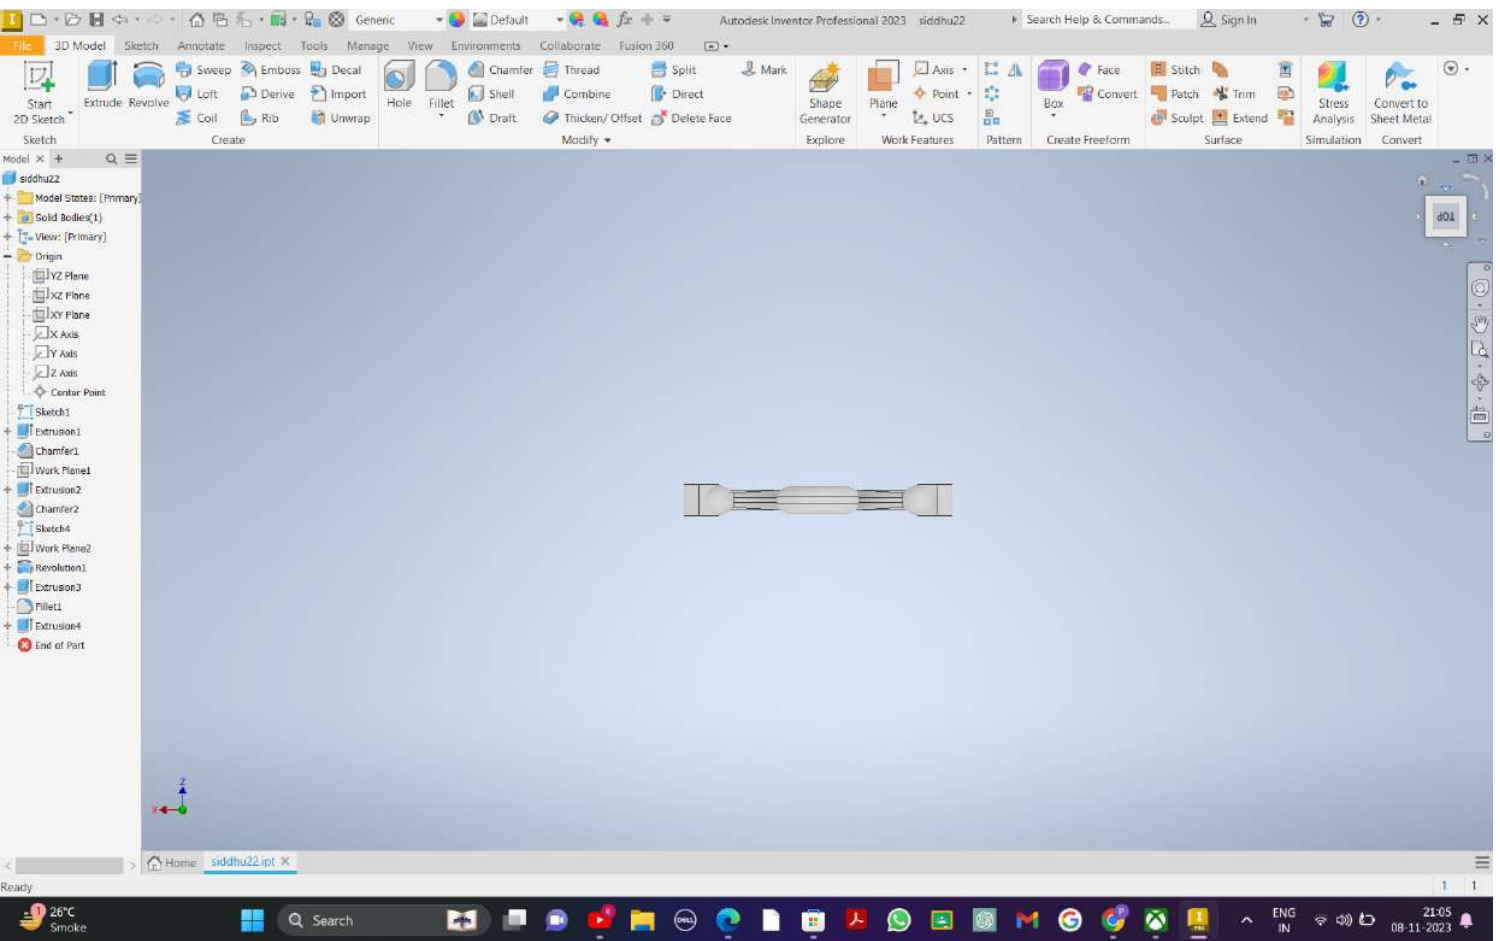 Generic Default fx Autodesk Inventor Professional 2023 siddhu22 Search Help & Commands... Sign In
File 3D Model Sketch Annotate Inspect Tools Manage View Environments Collaborate Fusion 360
Sweep Emboss Decal Chamfer Thread Split Mark Axis Face Stitch
Loft Derive Import Shell Combine Direct Point Convert Patch Trim
Start 2D Sketch Extrude Revolve Hole Fillet Shape Generator Plane Box Stress Analysis Convert to Sheet Metal
Coil Rib Unwrap Draft Thicken/ Offset Delete Face UCS Sculpt Extend
Sketch Create Modify Explore Work Features Pattern Create Freeform Surface Simulation Convert
Model
siddhu22
Model States: [Primary]
Solid Bodies(1)
View: [Primary]
Origin
YZ Plane
XZ Plane
XY Plane
X Axis
Y Axis
Z Axis
Center Point
Sketch1
Extrusion1
Chamfer1
Work Plane1
Extrusion2
Chamfer2
Sketch4
Work Plane2
Revolution1
Extrusion3
Fillet1
Extrusion4
End of Part
TOP
Z
X
Home siddhu22.ipt
Ready 1 1
26°C
Smoke
Search
ENG
IN
21:05
08-11-2023